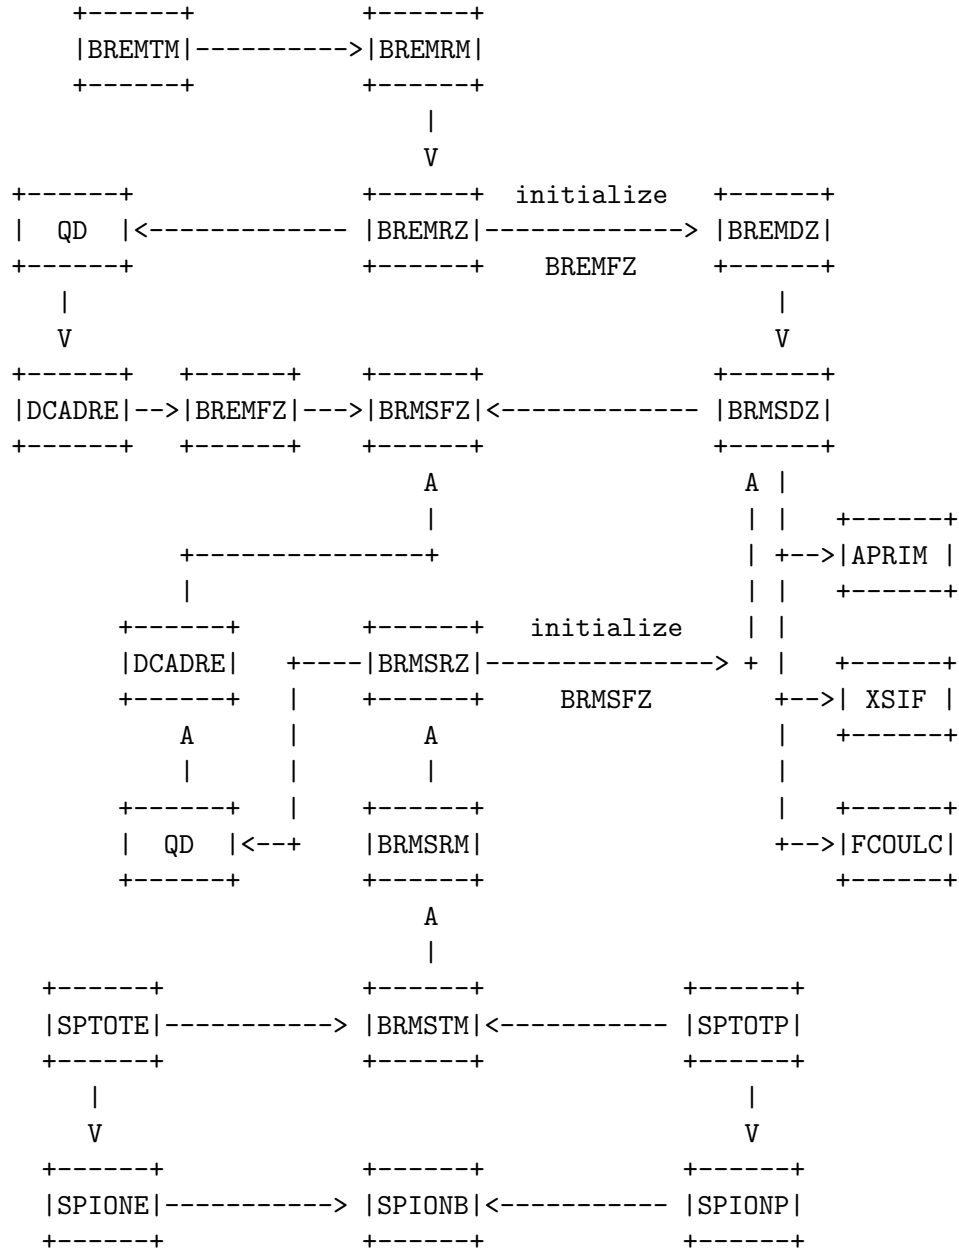 +------+               +------+
|BREMTM|---------->|BREMRM|
+------+               +------+
|
V
+------+               +------+  initialize  +------+
|  QD  |<------------- |BREMRZ|-------------> |BREMDZ|
+------+               +------+    BREMFZ    +------+
|                                              |
V                                              V
+------+   +------+    +------+               +------+
|DCADRE|-->|BREMFZ|--->|BRMSFZ|<------------- |BRMSDZ|
+------+   +------+    +------+               +------+
A                    A |
|                    | |   +------+
+---------------+                    | +-->|APRIM |
|                                    | |   +------+
+------+        +------+   initialize   | |
|DCADRE|   +----|BRMSRZ|---------------> + |   +------+
+------+   |    +------+     BRMSFZ        +-->| XSIF |
A      |        A                      |   +------+
|      |        |                      |
+------+   |    +------+                   |   +------+
|  QD  |<--+    |BRMSRM|                   +-->|FCOULC|
+------+        +------+                       +------+
A
|
+------+             +------+             +------+
|SPTOTE|-----------> |BRMSTM|<----------- |SPTOTP|
+------+             +------+             +------+
|                                         |
V                                         V
+------+             +------+             +------+
|SPIONE|-----------> |SPIONB|<----------- |SPIONP|
+------+             +------+             +------+